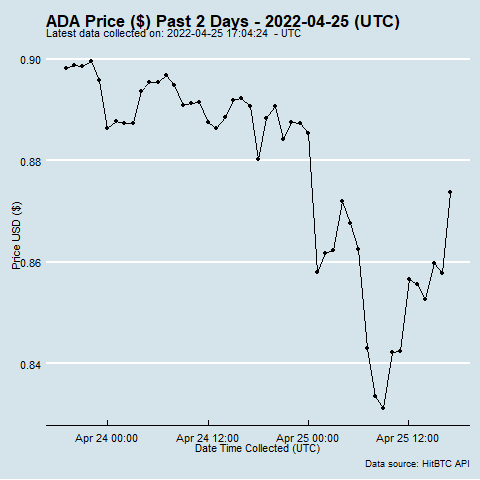 ADA Price ($) Past 2 Days - 2022-04-25 (UTC)
Latest data collected on: 2022-04-25 17:04:24 - UTC
0.90
0.88
0.86
0.84
Price USD ($)
Apr 24 00:00 Apr 24 12:00 Apr 25 00:00 Apr 25 12:00
Date Time Collected (UTC)
Data source: HitBTC API